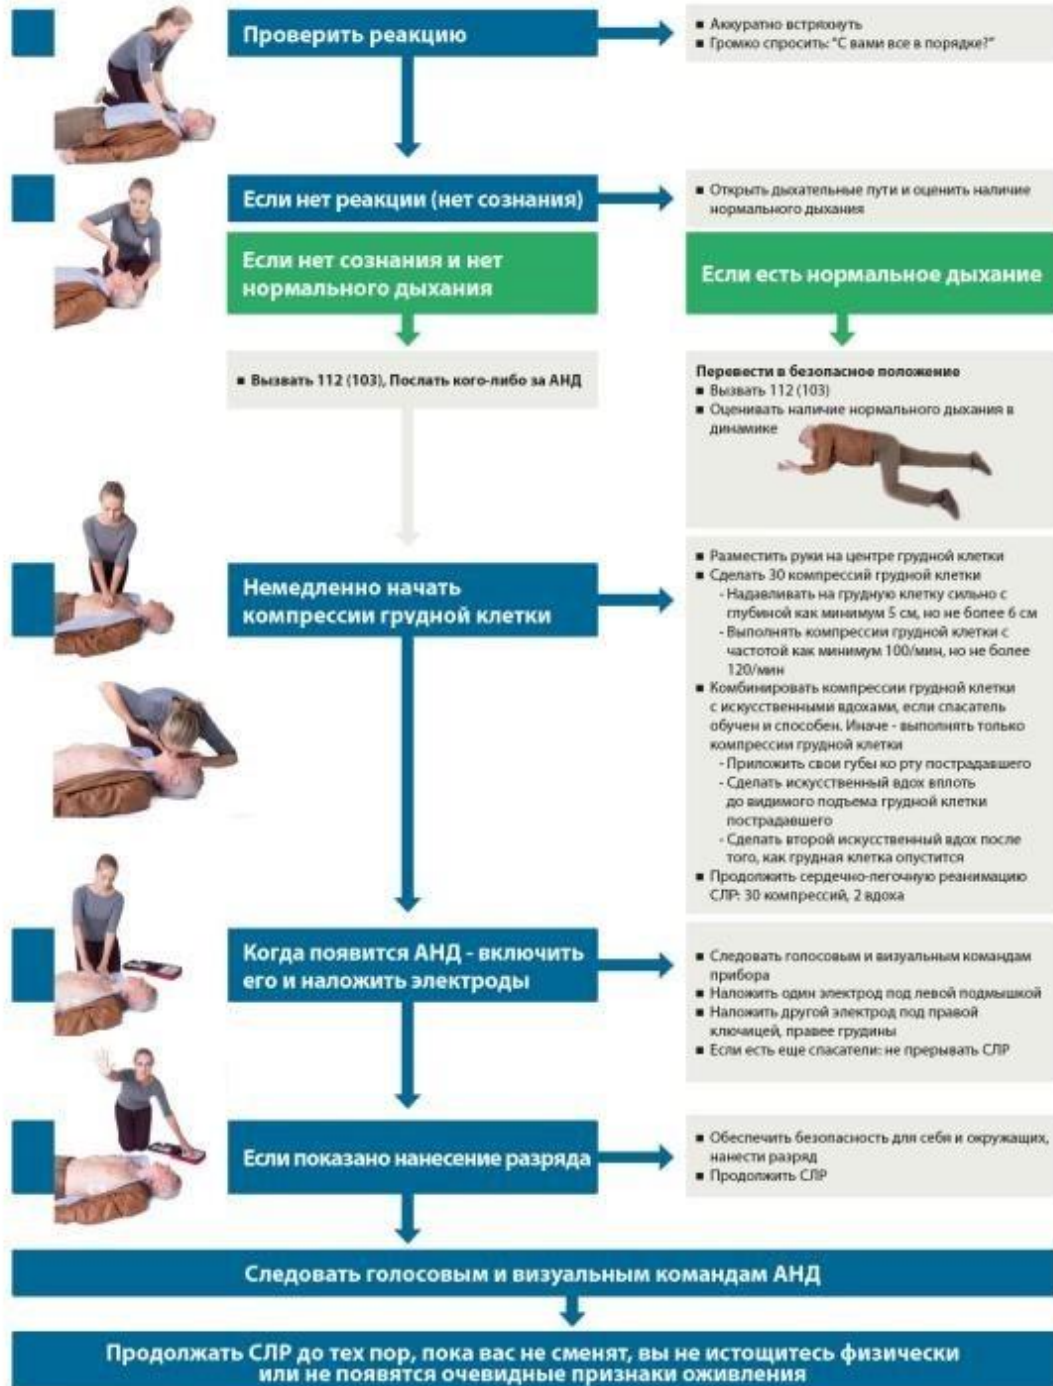 Проверить реакцию
■ Аккуратно встряхнуть
■ Громко спросить: "С вами все в порядке?"
Если нет реакции (нет сознания)
■ Открыть дыхательные пути и оценить наличие
нормального дыхания
Если нет сознания и нет
нормального дыхания
Если есть нормальное дыхание
■ Вызвать 112 (103), Послать кого-либо за АНД
Перевести в безопасное положение
■ Вызвать 112 (103)
■ Оценивать наличие нормального дыхания в
динамике
Немедленно начать
компрессии грудной клетки
■ Разместить руки на центре грудной клетки
■ Сделать 30 компрессий грудной клетки
- Надавливать на грудную клетку сильно с
глубиной как минимум 5 см, но не более 6 см
- Выполнять компрессии грудной клетки с
частотой как минимум 100/мин, но не более
120/мин
■ Комбинировать компрессии грудной клетки
с искусственными вдохами, если спасатель
обучен и способен. Иначе - выполнять только
компрессии грудной клетки
- Приложить свои губы ко рту пострадавшего
- Сделать искусственный вдох вплоть
до видимого подъема грудной клетки
пострадавшего
- Сделать второй искусственный вдох после
того, как грудная клетка опустится
■ Продолжить сердечно-легочную реанимацию
СЛР: 30 компрессий, 2 вдоха
Когда появится АНД - включить
его и наложить электроды
■ Следовать голосовым и визуальным командам
прибора
■ Наложить один электрод под левой подмышкой
■ Наложить другой электрод под правой
ключицей, правее грудины
■ Если есть еще спасатели: не прерывать СЛР
Если показано нанесение разряда
■ Обеспечить безопасность для себя и окружащих,
нанести разряд
■ Продолжить СЛР
Следовать голосовым и визуальным командам АНД
Продолжать СЛР до тех пор, пока вас не сменят, вы не истощитесь физически
или не появятся очевидные признаки оживления